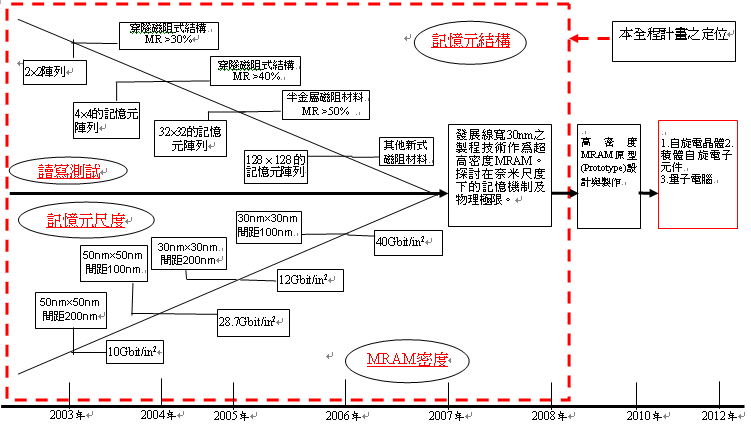 穿隧磁阻式結構
MR >30%
記憶元結構
本全程計畫之定位
2×2陣列
穿隧磁阻式結構
MR >40%
4×4的記憶元
陣列
半金屬磁阻材料
MR >50%
32×32的記憶
元陣列
其他新式
磁阻材料
128×128的
記憶元陣列
讀寫測試
發展線寬30nm之
製程技術作為超
高密度MRAM。
探討在奈米尺度
下的記憶機制及
物理極限。
高密度
MRAM原型
(Prototype)設
計與製作
1.自旋電晶體2.
積體自旋電子
元件
3.量子電腦
記憶元尺度
30nm×30nm
間距100nm
40Gbit/in²
30nm×30nm
間距200nm
12Gbit/in²
50nm×50nm
間距100nm
28.7Gbit/in²
50nm×50nm
間距200nm
10Gbit/in²
MRAM密度
2003年
2004年
2005年
2006年
2007年
2008年
2010年
2012年